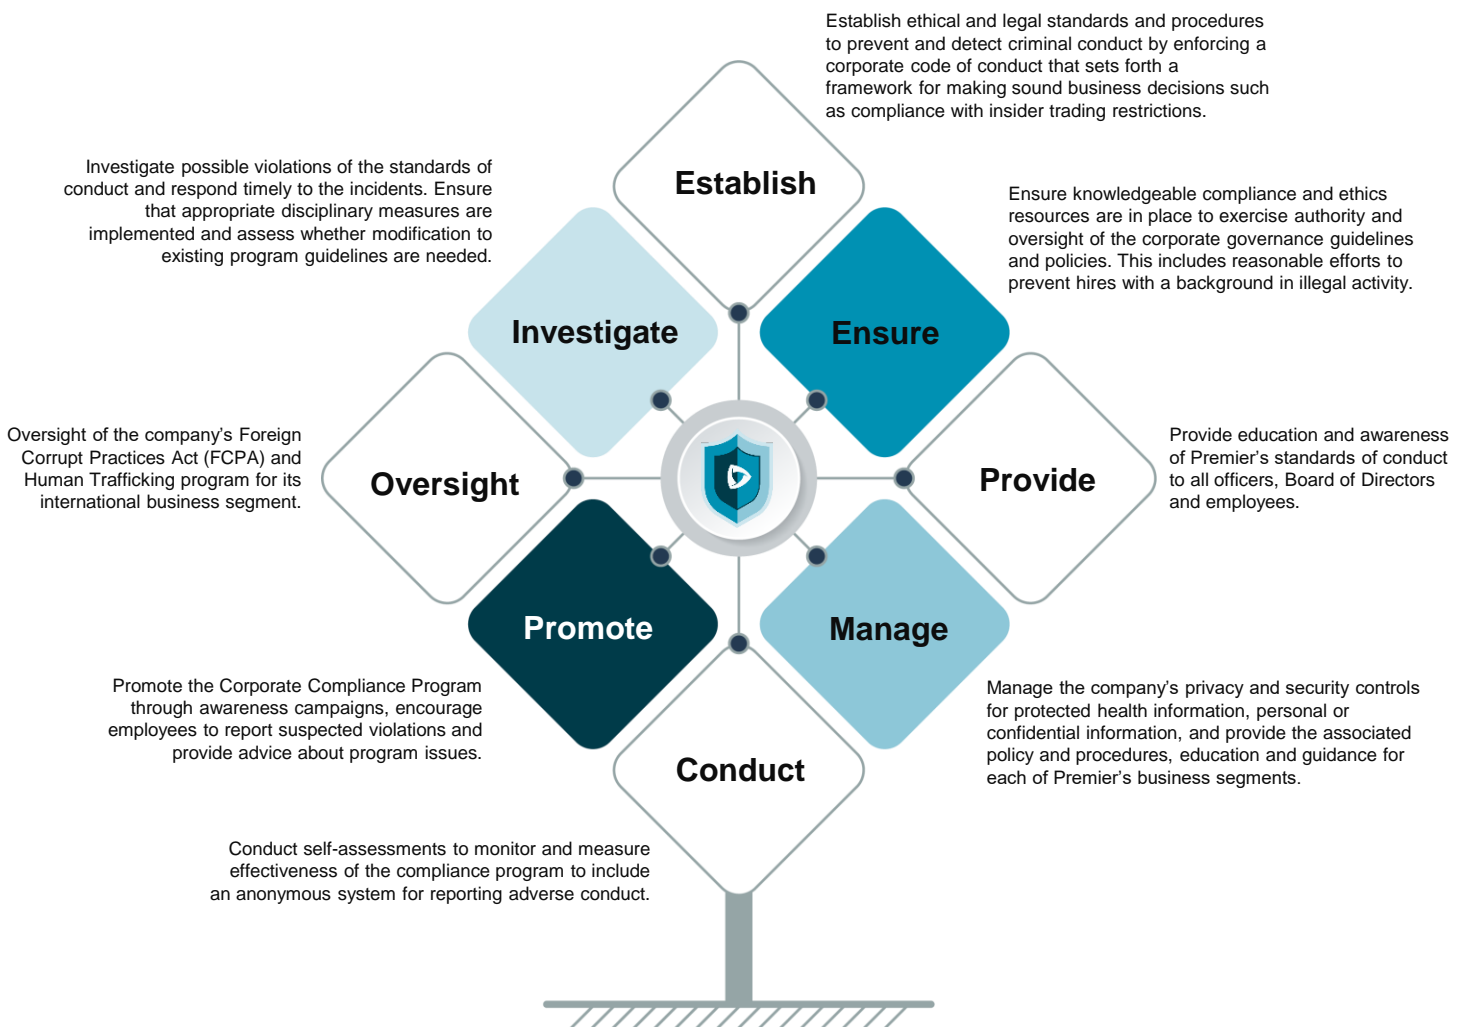 Establish ethical and legal standards and procedures
to prevent and detect criminal conduct by enforcing a
corporate code of conduct that sets forth a
framework for making sound business decisions such
as compliance with insider trading restrictions.
Establish
Investigate possible violations of the standards of
conduct and respond timely to the incidents. Ensure
that appropriate disciplinary measures are
implemented and assess whether modification to
existing program guidelines are needed.
Investigate
Ensure
Ensure knowledgeable compliance and ethics
resources are in place to exercise authority and
oversight of the corporate governance guidelines
and policies. This includes reasonable efforts to
prevent hires with a background in illegal activity.
Oversight of the company’s Foreign
Corrupt Practices Act (FCPA) and
Human Trafficking program for its
international business segment.
Oversight
Provide
Provide education and awareness
of Premier’s standards of conduct
to all officers, Board of Directors
and employees.
Promote
Manage
Promote the Corporate Compliance Program
through awareness campaigns, encourage
employees to report suspected violations and
provide advice about program issues.
Manage the company’s privacy and security controls
for protected health information, personal or
confidential information, and provide the associated
policy and procedures, education and guidance for
each of Premier’s business segments.
Conduct
Conduct self-assessments to monitor and measure
effectiveness of the compliance program to include
an anonymous system for reporting adverse conduct.